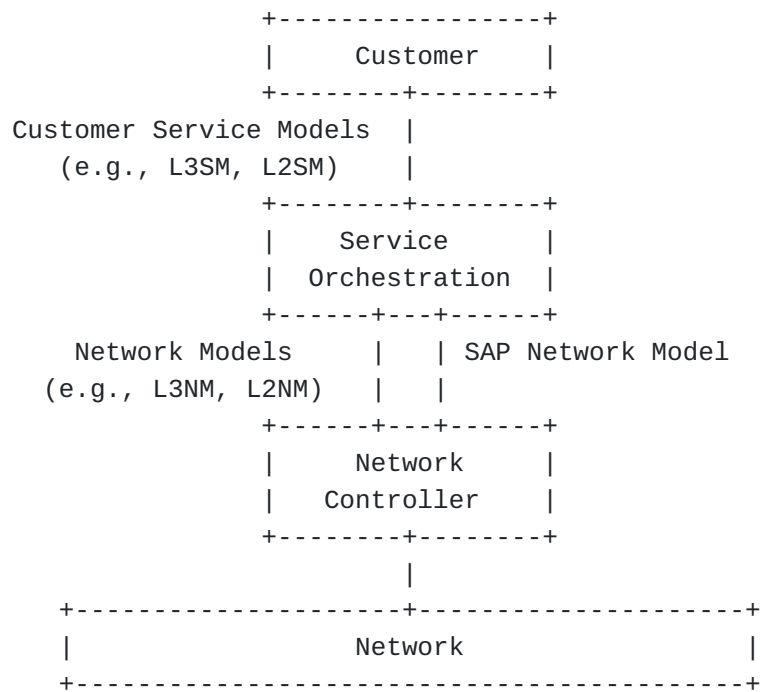 Customer
Customer Service Models
(e.g., L3SM, L2SM)
Service
Orchestration
Network Models
SAP Network Model
(e.g., L3NM, L2NM)
Network
Controller
Network